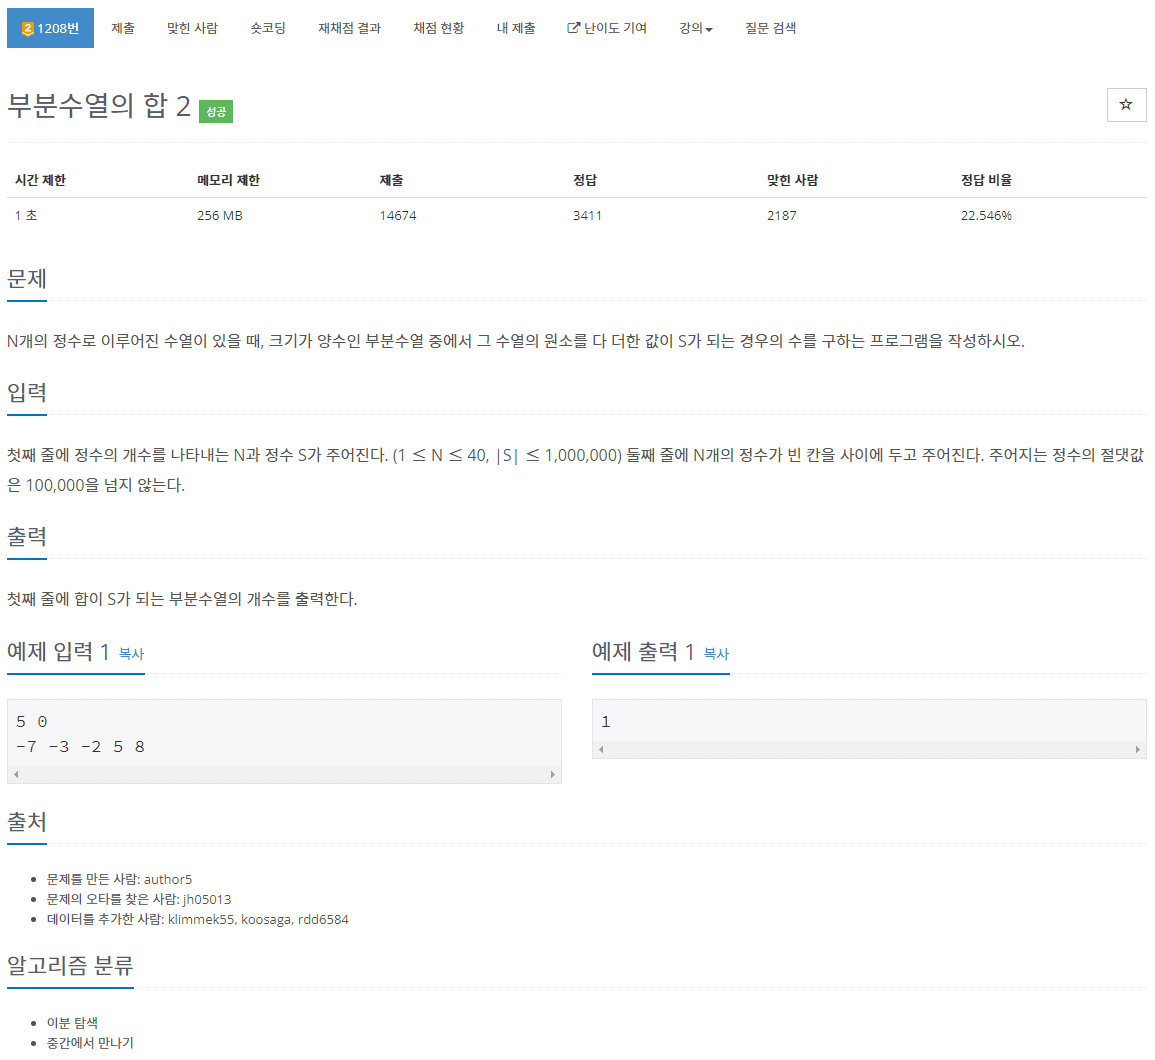 2 1208번 제출 맞힌 사람 숏코딩 재채점 결과 채점 현황 내 제출 난이도 기여 강의 질문 검색
부분수열의 합 2 성공
시간 제한 메모리 제한 제출 정답 맞힌 사람 정답 비율
1 초 256 MB 14674 3411 2187 22.546%
문제
N개의 정수로 이루어진 수열이 있을 때, 크기가 양수인 부분수열 중에서 그 수열의 원소를 다 더한 값이 S가 되는 경우의 수를 구하는 프로그램을 작성하시오.
입력
첫째 줄에 정수의 개수를 나타내는 N과 정수 S가 주어진다. (1 ≤ N ≤ 40, |S| ≤ 1,000,000) 둘째 줄에 N개의 정수가 빈 칸을 사이에 두고 주어진다. 주어지는 정수의 절댓값
은 100,000을 넘지 않는다.
출력
첫째 줄에 합이 S가 되는 부분수열의 개수를 출력한다.
예제 입력 1 복사
5 0
-7 -3 -2 5 8
예제 출력 1 복사
1
출처
문제를 만든 사람: author5
문제의 오타를 찾은 사람: jh05013
데이터를 추가한 사람: klimmek55, koosaga, rdd6584
알고리즘 분류
이분 탐색
중간에서 만나기